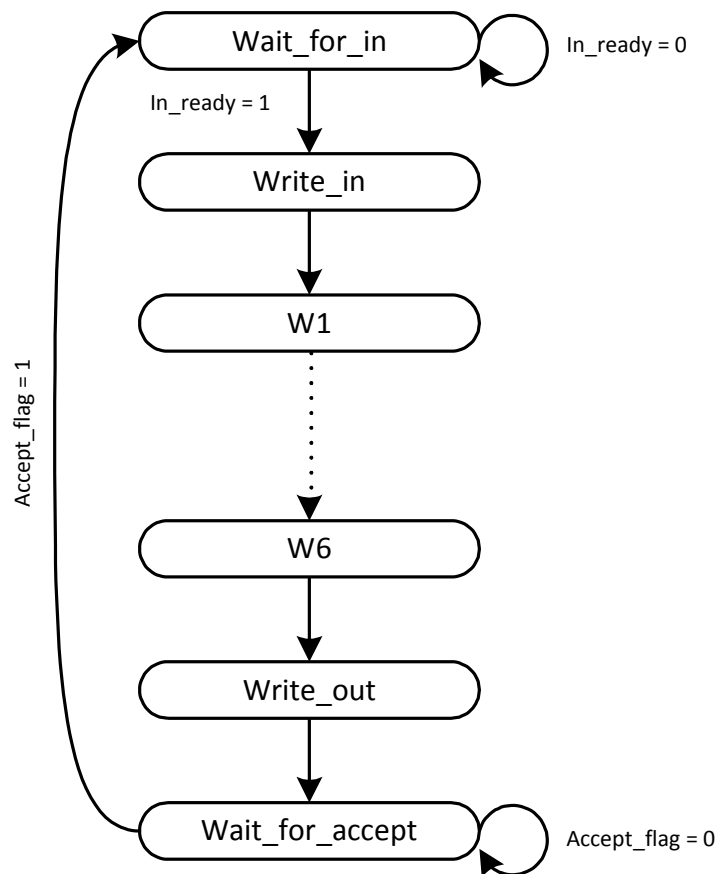 Wait_for_in
In_ready = 0
In_ready = 1
Write_in
W1
Accept_flag = 1
W6
Write_out
Wait_for_accept
Accept_flag = 0